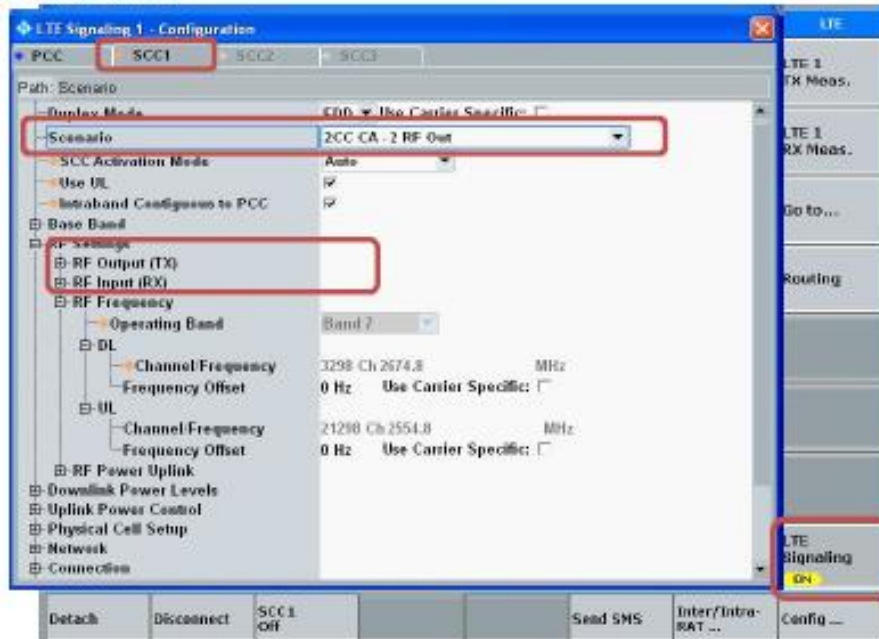 LTE Signaling 1 - Configuration
PCC SCC1 SCC2 SCC3
Path: Scenario
Duplex Mode FDD Use Carrier Specific:
Scenario 2CC CA - 2 RF Out
SCC Activation Mode Auto
Use UL
Intraband Contiguous to PCC
Base Band
RF Settings
RF Output (TX)
RF Input (RX)
RF Frequency
Operating Band Band 7
DL
Channel/Frequency 3298 Ch 2674.8 MHz
Frequency Offset 0 Hz Use Carrier Specific:
UL
Channel/Frequency 21298 Ch 2554.8 MHz
Frequency Offset 0 Hz Use Carrier Specific:
RF Power Uplink
Downlink Power Levels
Uplink Power Control
Physical Cell Setup
Network
Connection
LTE
LTE 1
TX Meas.
LTE 1
RX Meas.
Go to...
Routing
LTE
Signaling
ON
Detach Disconnect SCC1 Off Send SMS Inter/Intra-RAT ... Config ...